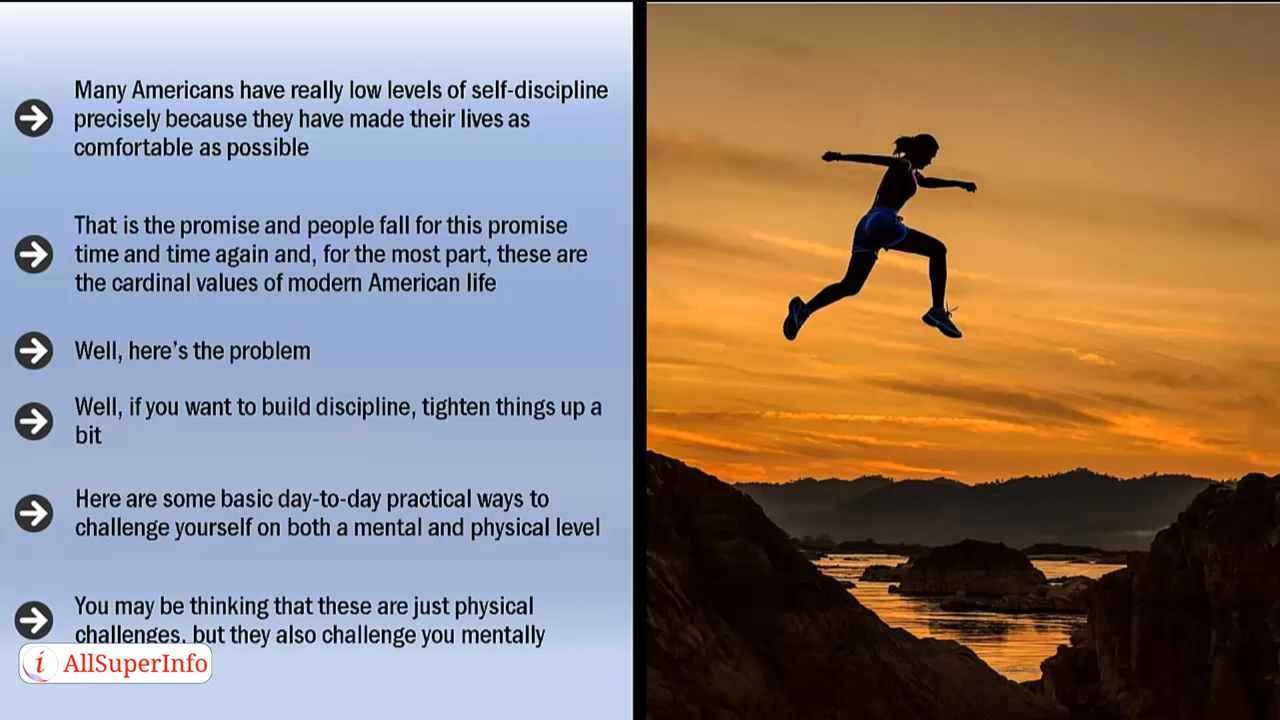 Many Americans have really low levels of self-discipline
precisely because they have made their lives as
comfortable as possible
That is the promise and people fall for this promise
time and time again and, for the most part, these are
the cardinal values of modern American life
Well, here's the problem
Well, if you want to build discipline, tighten things up a
bit
Here are some basic day-to-day practical ways to
challenge yourself on both a mental and physical level
You may be thinking that these are just physical
challenges, but they also challenge you mentally
i AllSuperInfo